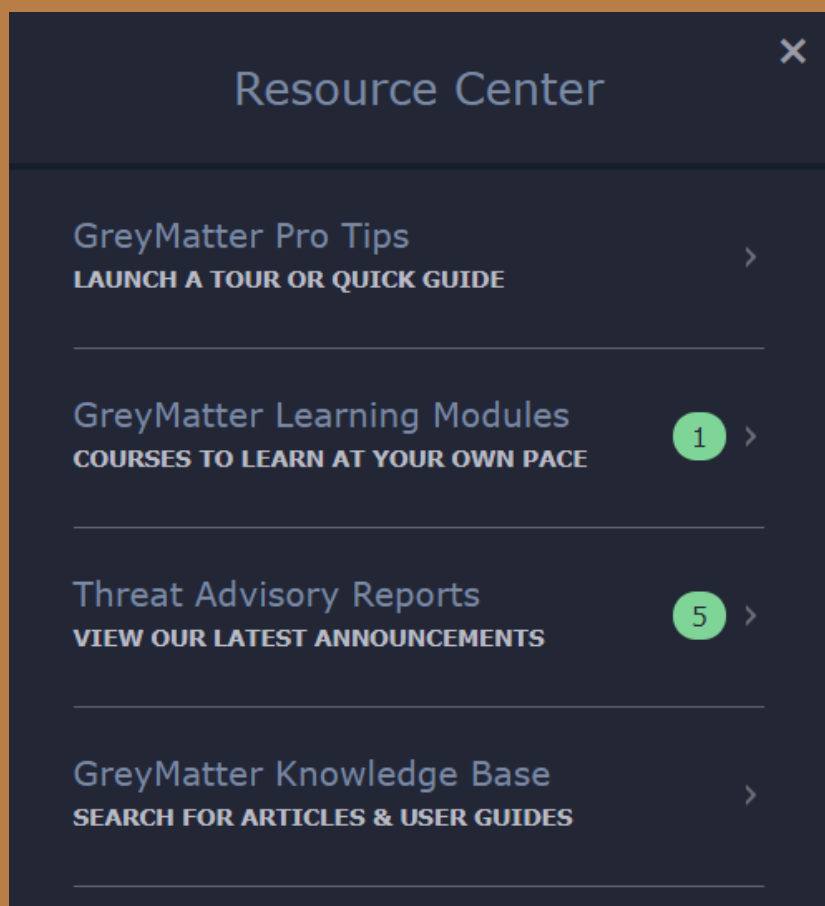 Resource Center
GreyMatter Pro Tips
LAUNCH A TOUR OR QUICK GUIDE
GreyMatter Learning Modules
1
COURSES TO LEARN AT YOUR OWN PACE
Threat Advisory Reports
5
VIEW OUR LATEST ANNOUNCEMENTS
GreyMatter Knowledge Base
SEARCH FOR ARTICLES & USER GUIDES